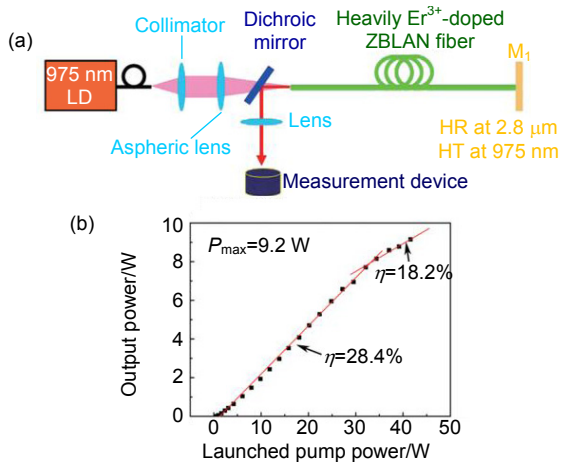 (a)
975 nm
LD
Collimator
Aspheric lens
Dichroic
mirror
Lens
Measurement device
Heavily Er³⁺-doped
ZBLAN fiber
M₁
HR at 2.8 μm
HT at 975 nm
(b)
Pmax=9.2 W
η=18.2%
η=28.4%
Output power/W
10
8
6
4
2
0
0 10 20 30 40 50
Launched pump power/W